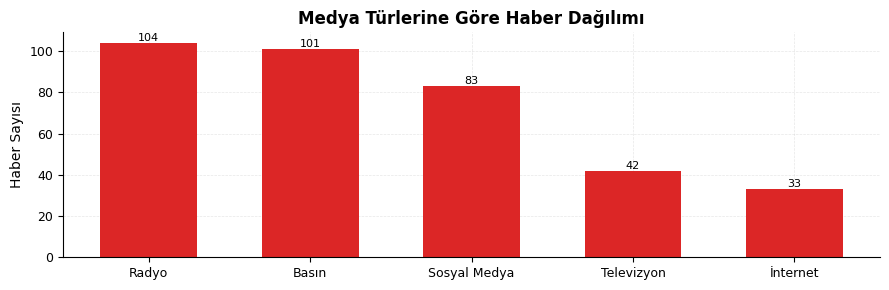 Medya Türlerine Göre Haber Dağılımı
Haber Sayısı
100
80
60
40
20
0
104
101
83
42
33
Radyo
Basın
Sosyal Medya
Televizyon
İnternet